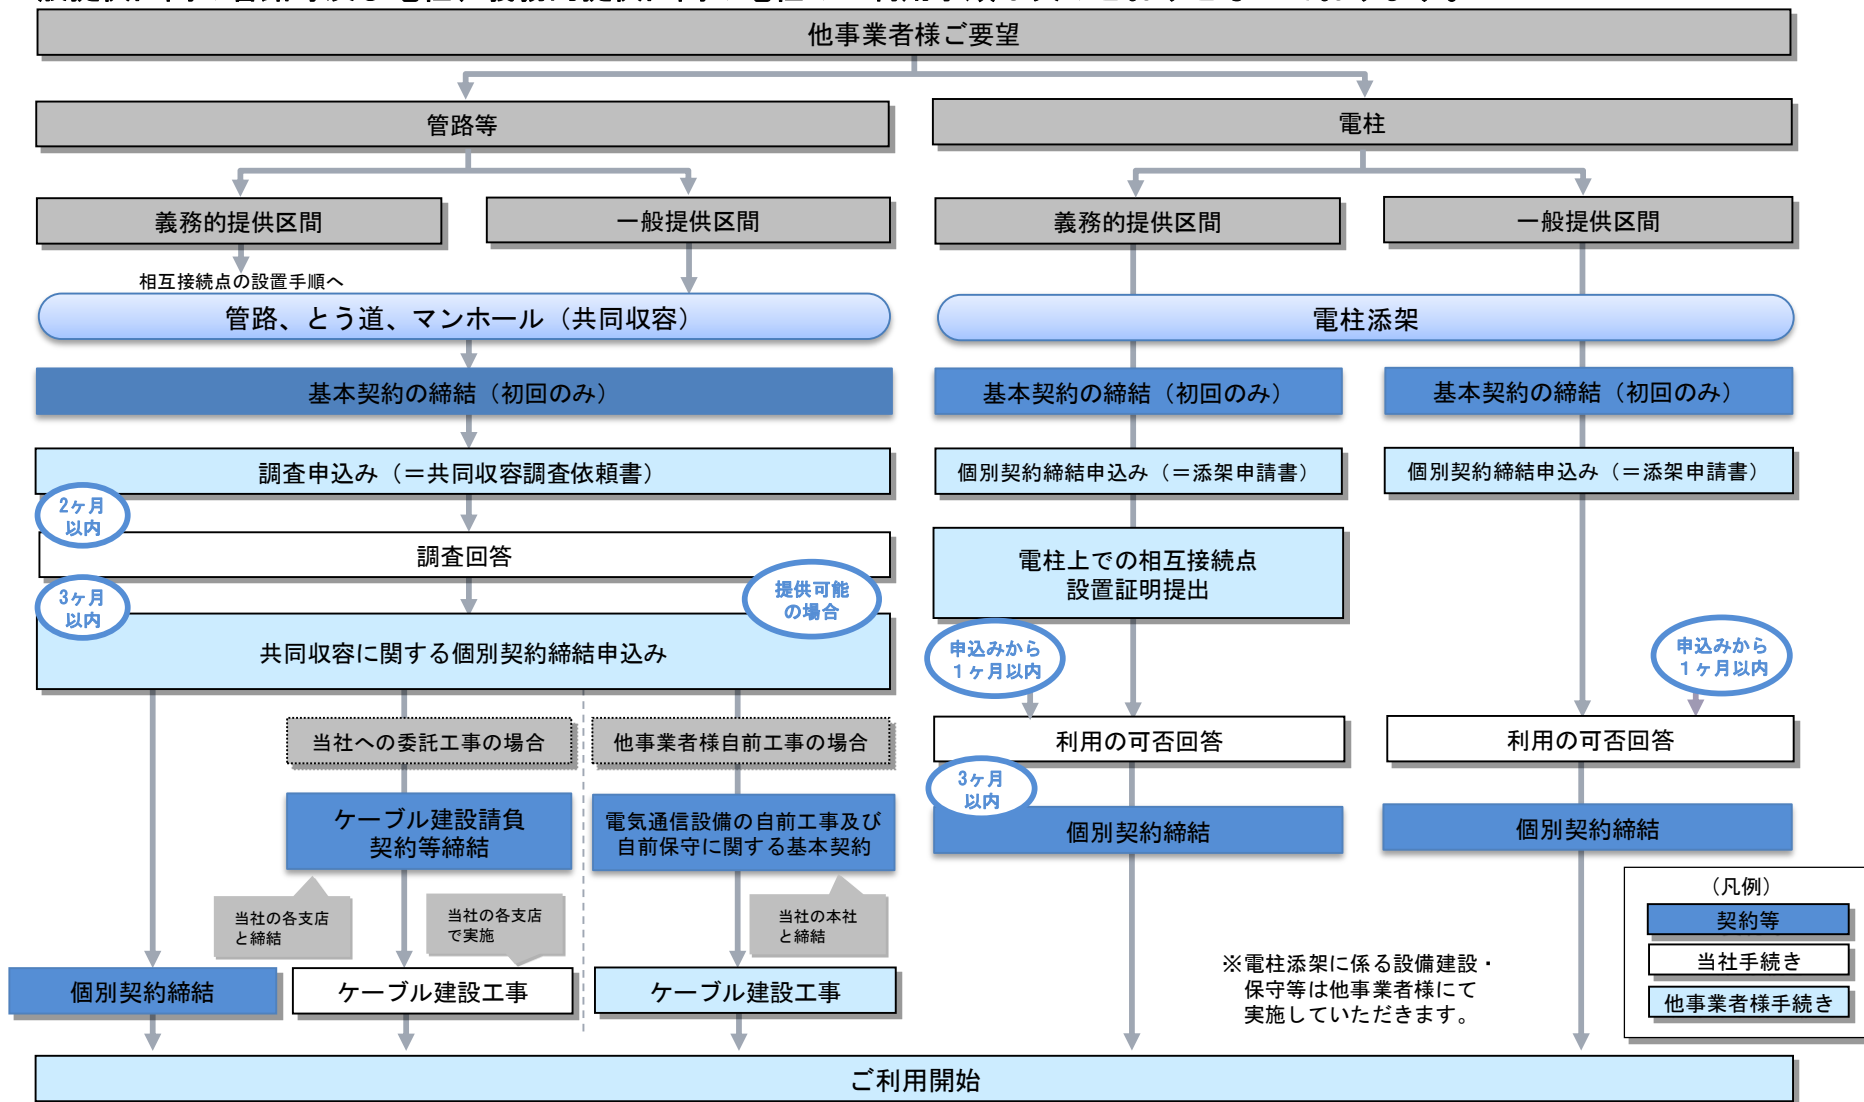 他事業者様ご要望
管路等
電柱
義務的提供区間
一般提供区間
義務的提供区間
一般提供区間
相互接続点の設置手順へ
管路、とう道、マンホール（共同収容）
電柱添架
基本契約の締結（初回のみ）
基本契約の締結（初回のみ）
基本契約の締結（初回のみ）
調査申込み（＝共同収容調査依頼書）
個別契約締結申込み（＝添架申請書）
個別契約締結申込み（＝添架申請書）
2ヶ月
以内
調査回答
電柱上での相互接続点
設置証明提出
3ヶ月
以内
提供可能
の場合
共同収容に関する個別契約締結申込み
申込みから
１ヶ月以内
申込みから
１ヶ月以内
当社への委託工事の場合
他事業者様自前工事の場合
利用の可否回答
利用の可否回答
3ヶ月
以内
ケーブル建設請負
契約等締結
電気通信設備の自前工事及び
自前保守に関する基本契約
個別契約締結
個別契約締結
当社の各支店
と締結
当社の各支店
で実施
当社の本社
と締結
個別契約締結
ケーブル建設工事
ケーブル建設工事
※電柱添架に係る設備建設・
保守等は他事業者様にて
実施していただきます。
（凡例）
契約等
当社手続き
他事業者様手続き
ご利用開始